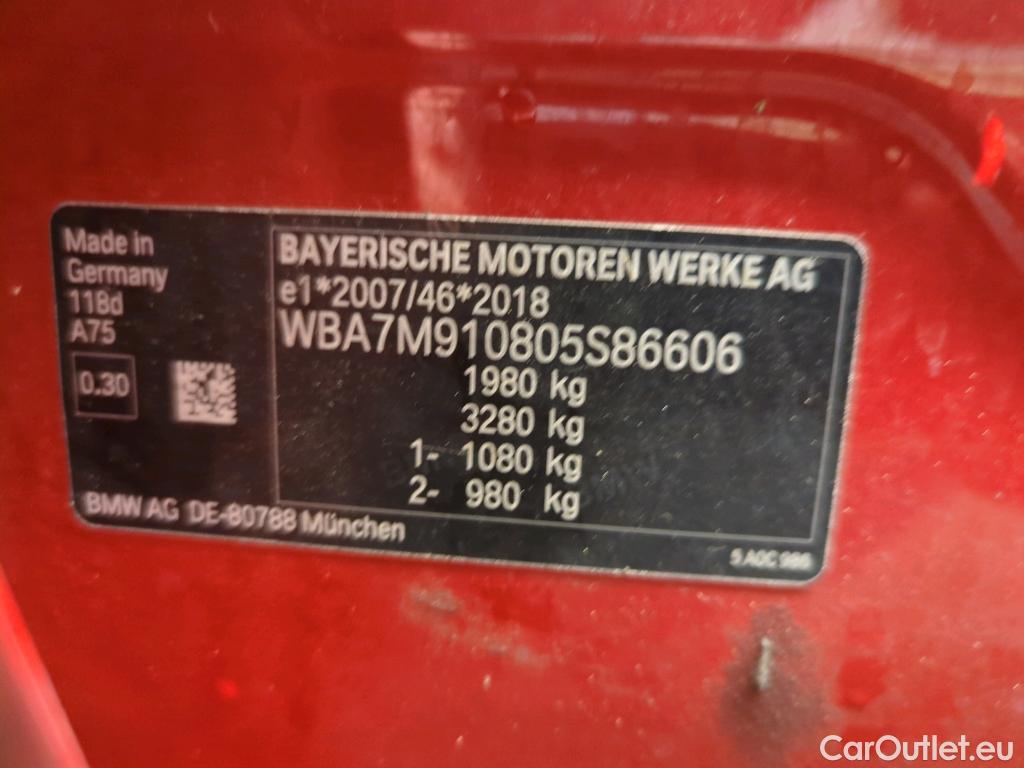 Made in
Germany
118d
A75
0.30
BAYERISCHE MOTOREN WERKE AG
e1*2007/46*2018
WBA7M910805S86606
1980 kg
3280 kg
1- 1080 kg
2- 980 kg
BMW AG DE-80788 München
5 A0C 986
CarOutlet.eu